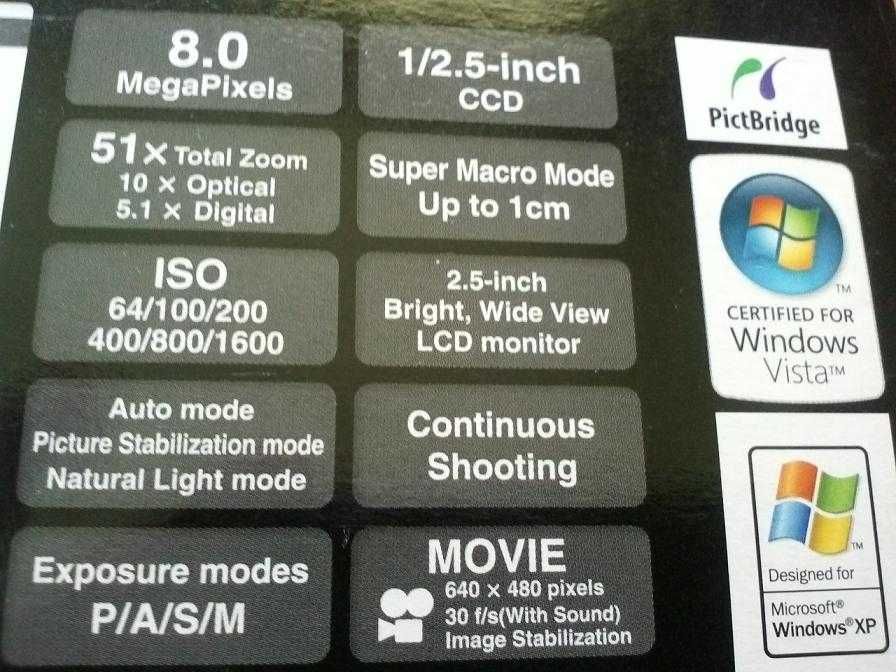 8.0
MegaPixels
1/2.5-inch
CCD
PictBridge
51× Total Zoom
10 × Optical
5.1 × Digital
Super Macro Mode
Up to 1cm
ISO
64/100/200
400/800/1600
2.5-inch
Bright, Wide View
LCD monitor
TM
CERTIFIED FOR
Windows
Vista™
Auto mode
Picture Stabilization mode
Natural Light mode
Continuous
Shooting
Exposure modes
P/A/S/M
MOVIE
640 × 480 pixels
30 f/s(With Sound)
Image Stabilization
TM
Designed for
Microsoft®
Windows®XP